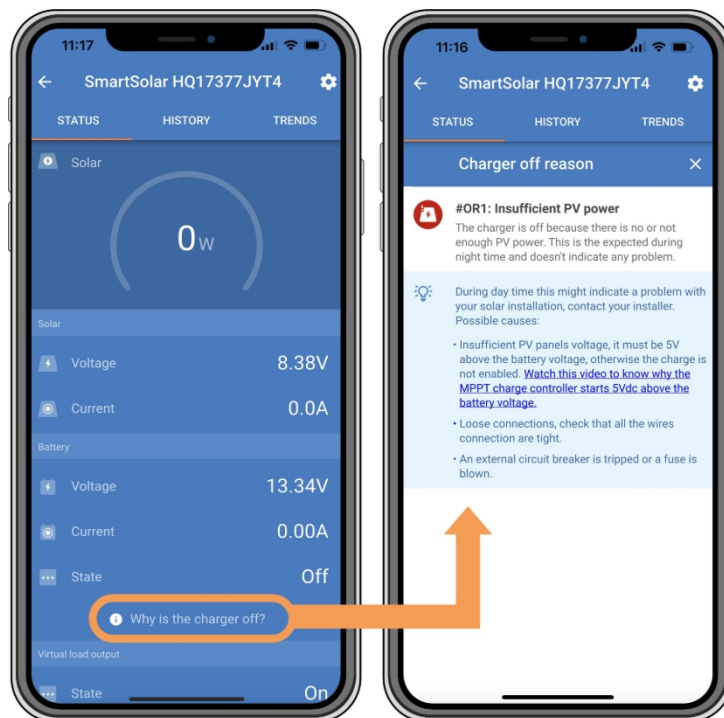 11:17
SmartSolar HQ17377JYT4
STATUS HISTORY TRENDS
Solar
0W
Solar
Voltage 8.38V
Current 0.0A
Battery
Voltage 13.34V
Current 0.00A
State Off
Why is the charger off?
Virtual load output
State On
11:16
SmartSolar HQ17377JYT4
STATUS HISTORY TRENDS
Charger off reason
#OR1: Insufficient PV power
The charger is off because there is no or not
enough PV power. This is the expected during
night time and doesn't indicate any problem.
During day time this might indicate a problem with
your solar installation, contact your installer.
Possible causes:
• Insufficient PV panels voltage, it must be 5V
above the battery voltage, otherwise the charge is
not enabled. Watch this video to know why the
MPPT charge controller starts 5Vdc above the
battery voltage.
• Loose connections, check that all the wires
connection are tight.
• An external circuit breaker is tripped or a fuse is
blown.